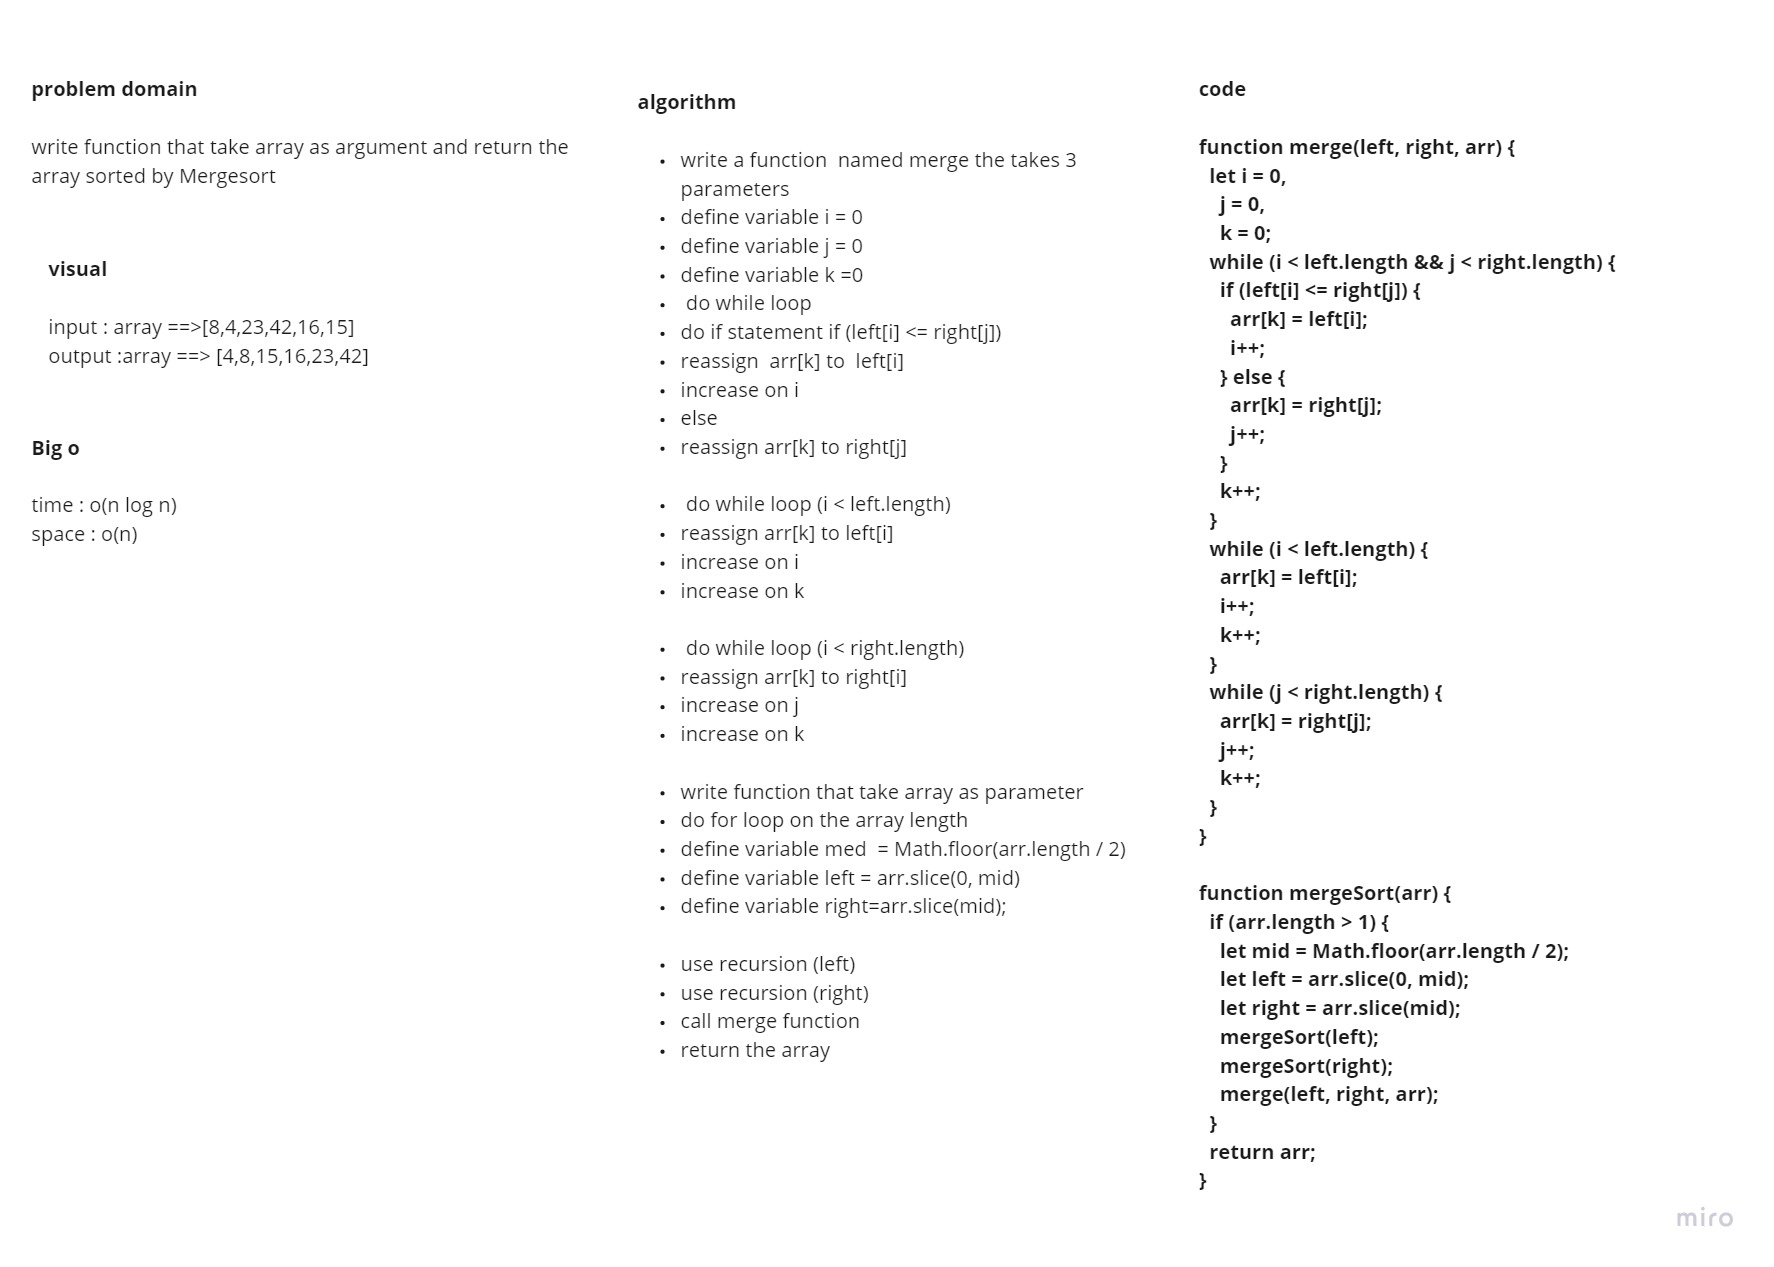 problem domain
write function that take array as argument and return the
array sorted by Mergesort
visual
input : array ==>[8,4,23,42,16,15]
output :array ==> [4,8,15,16,23,42]
Big o
time : o(n log n)
space : o(n)
algorithm
• write a function  named merge the takes 3
parameters
• define variable i = 0
• define variable j = 0
• define variable k =0
•  do while loop
• do if statement if (left[i] <= right[j])
• reassign  arr[k] to  left[i]
• increase on i
• else
• reassign arr[k] to right[j]
•  do while loop (i < left.length)
• reassign arr[k] to left[i]
• increase on i
• increase on k
•  do while loop (i < right.length)
• reassign arr[k] to right[i]
• increase on j
• increase on k
• write function that take array as parameter
• do for loop on the array length
• define variable med  = Math.floor(arr.length / 2)
• define variable left = arr.slice(0, mid)
• define variable right=arr.slice(mid);
• use recursion (left)
• use recursion (right)
• call merge function
• return the array
code
function merge(left, right, arr) {
  let i = 0,
    j = 0,
    k = 0;
  while (i < left.length && j < right.length) {
    if (left[i] <= right[j]) {
      arr[k] = left[i];
      i++;
    } else {
      arr[k] = right[j];
      j++;
    }
    k++;
  }
  while (i < left.length) {
    arr[k] = left[i];
    i++;
    k++;
  }
  while (j < right.length) {
    arr[k] = right[j];
    j++;
    k++;
  }
}
function mergeSort(arr) {
  if (arr.length > 1) {
    let mid = Math.floor(arr.length / 2);
    let left = arr.slice(0, mid);
    let right = arr.slice(mid);
    mergeSort(left);
    mergeSort(right);
    merge(left, right, arr);
  }
  return arr;
}
miro